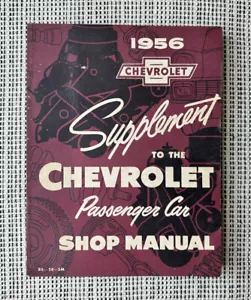 1956
CHEVROLET
Supplement
TO THE
CHEVROLET
Passenger Car
SHOP MANUAL